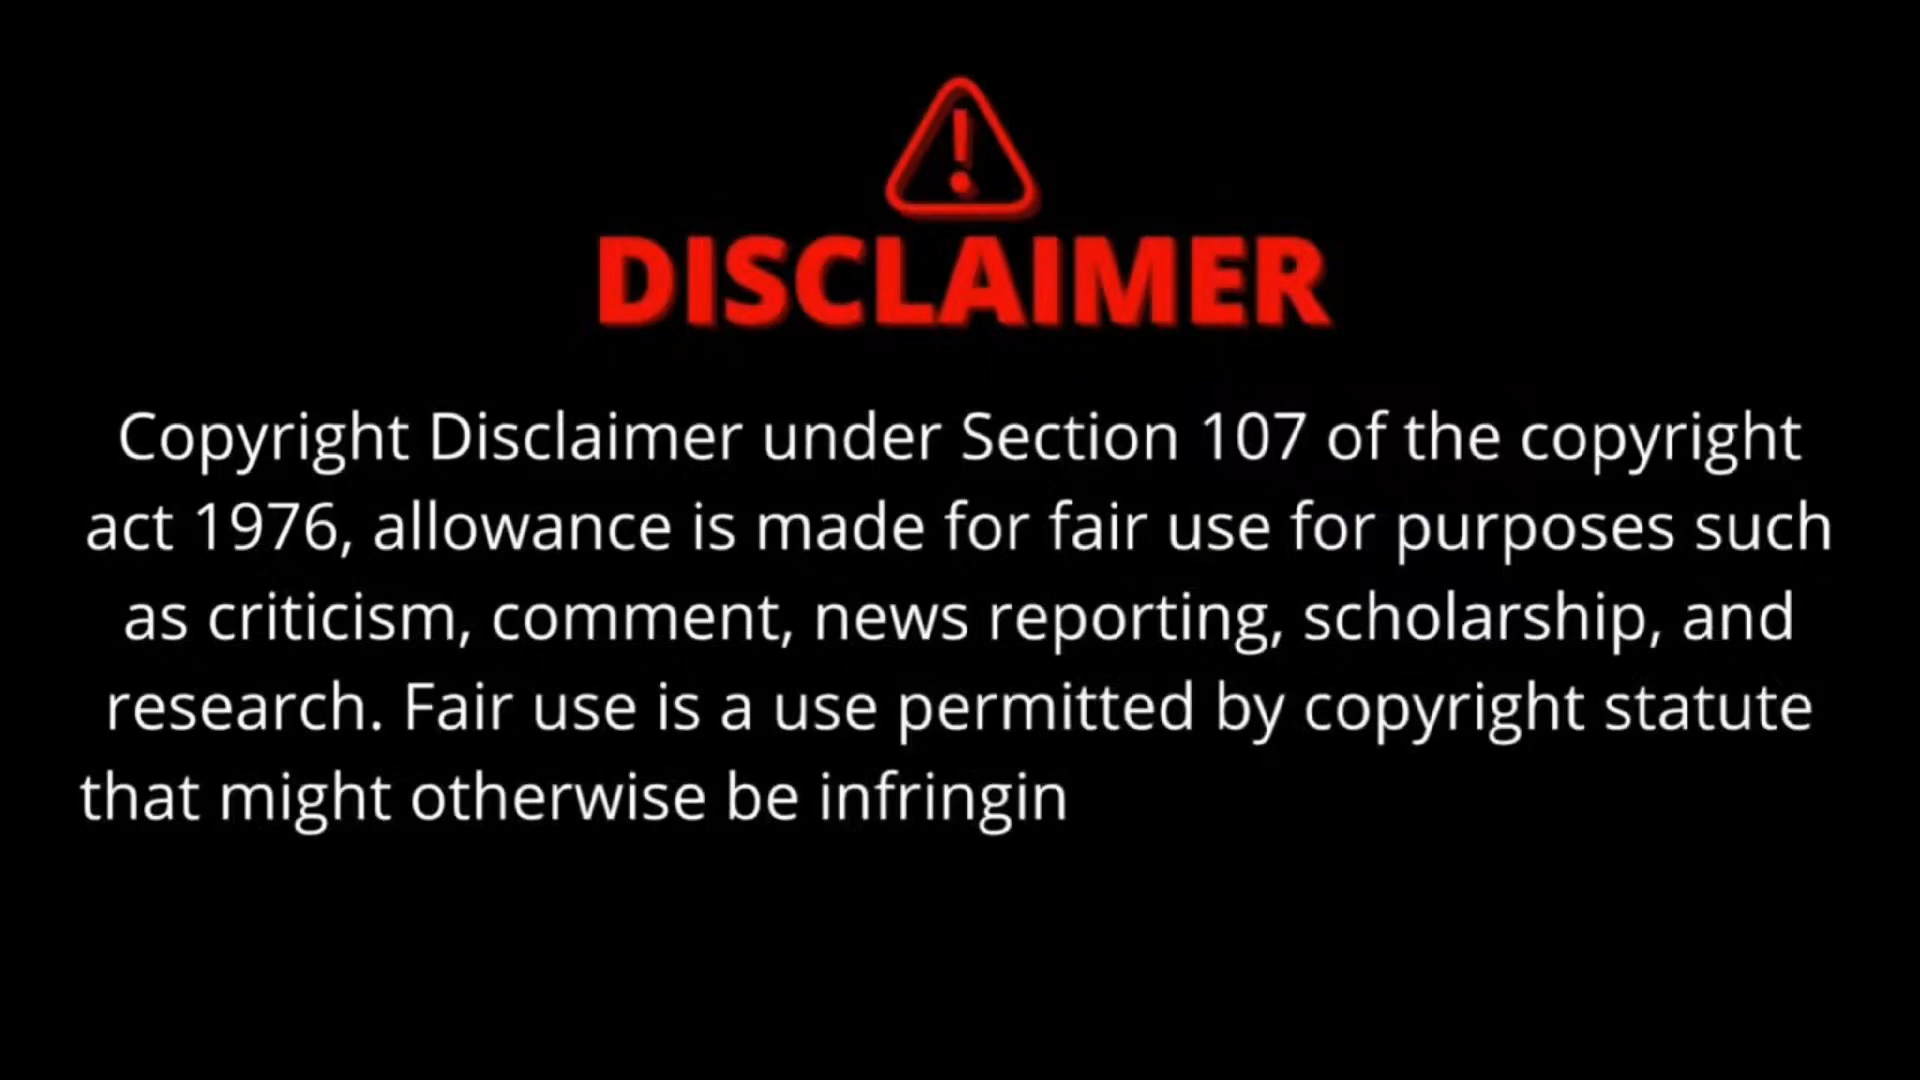 DISCLAIMER
Copyright Disclaimer under Section 107 of the copyright
act 1976, allowance is made for fair use for purposes such
as criticism, comment, news reporting, scholarship, and
research. Fair use is a use permitted by copyright statute
that might otherwise be infringin